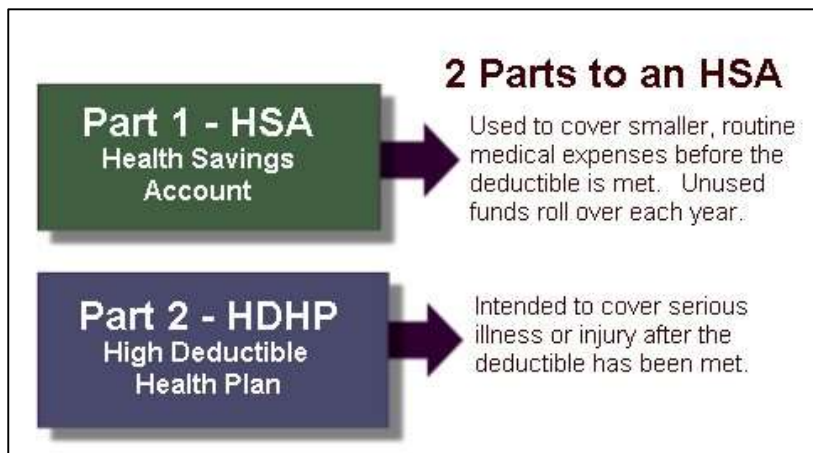 2 Parts to an HSA
Part 1 - HSA
Health Savings
Account
Used to cover smaller, routine
medical expenses before the
deductible is met. Unused
funds roll over each year.
Part 2 - HDHP
High Deductible
Health Plan
Intended to cover serious
illness or injury after the
deductible has been met.